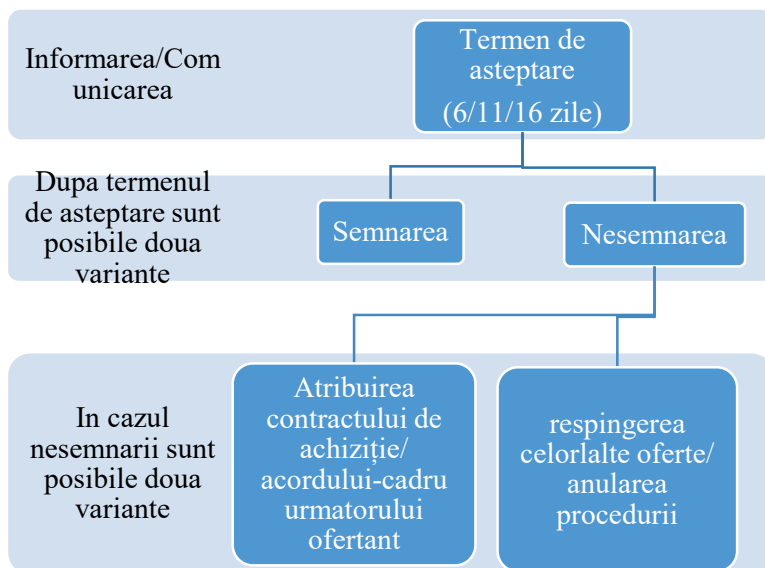 Informarea/Com
unicarea
Termen de
asteptare
(6/11/16 zile)
Dupa termenul
de asteptare sunt
posibile doua
variante
Semnarea
Nesemnarea
In cazul
nesemnarii sunt
posibile doua
variante
Atribuirea
contractului de
achiziție/
acordului-cadru
urmatorului
ofertant
respingerea
celorlalte oferte/
anularea
procedurii